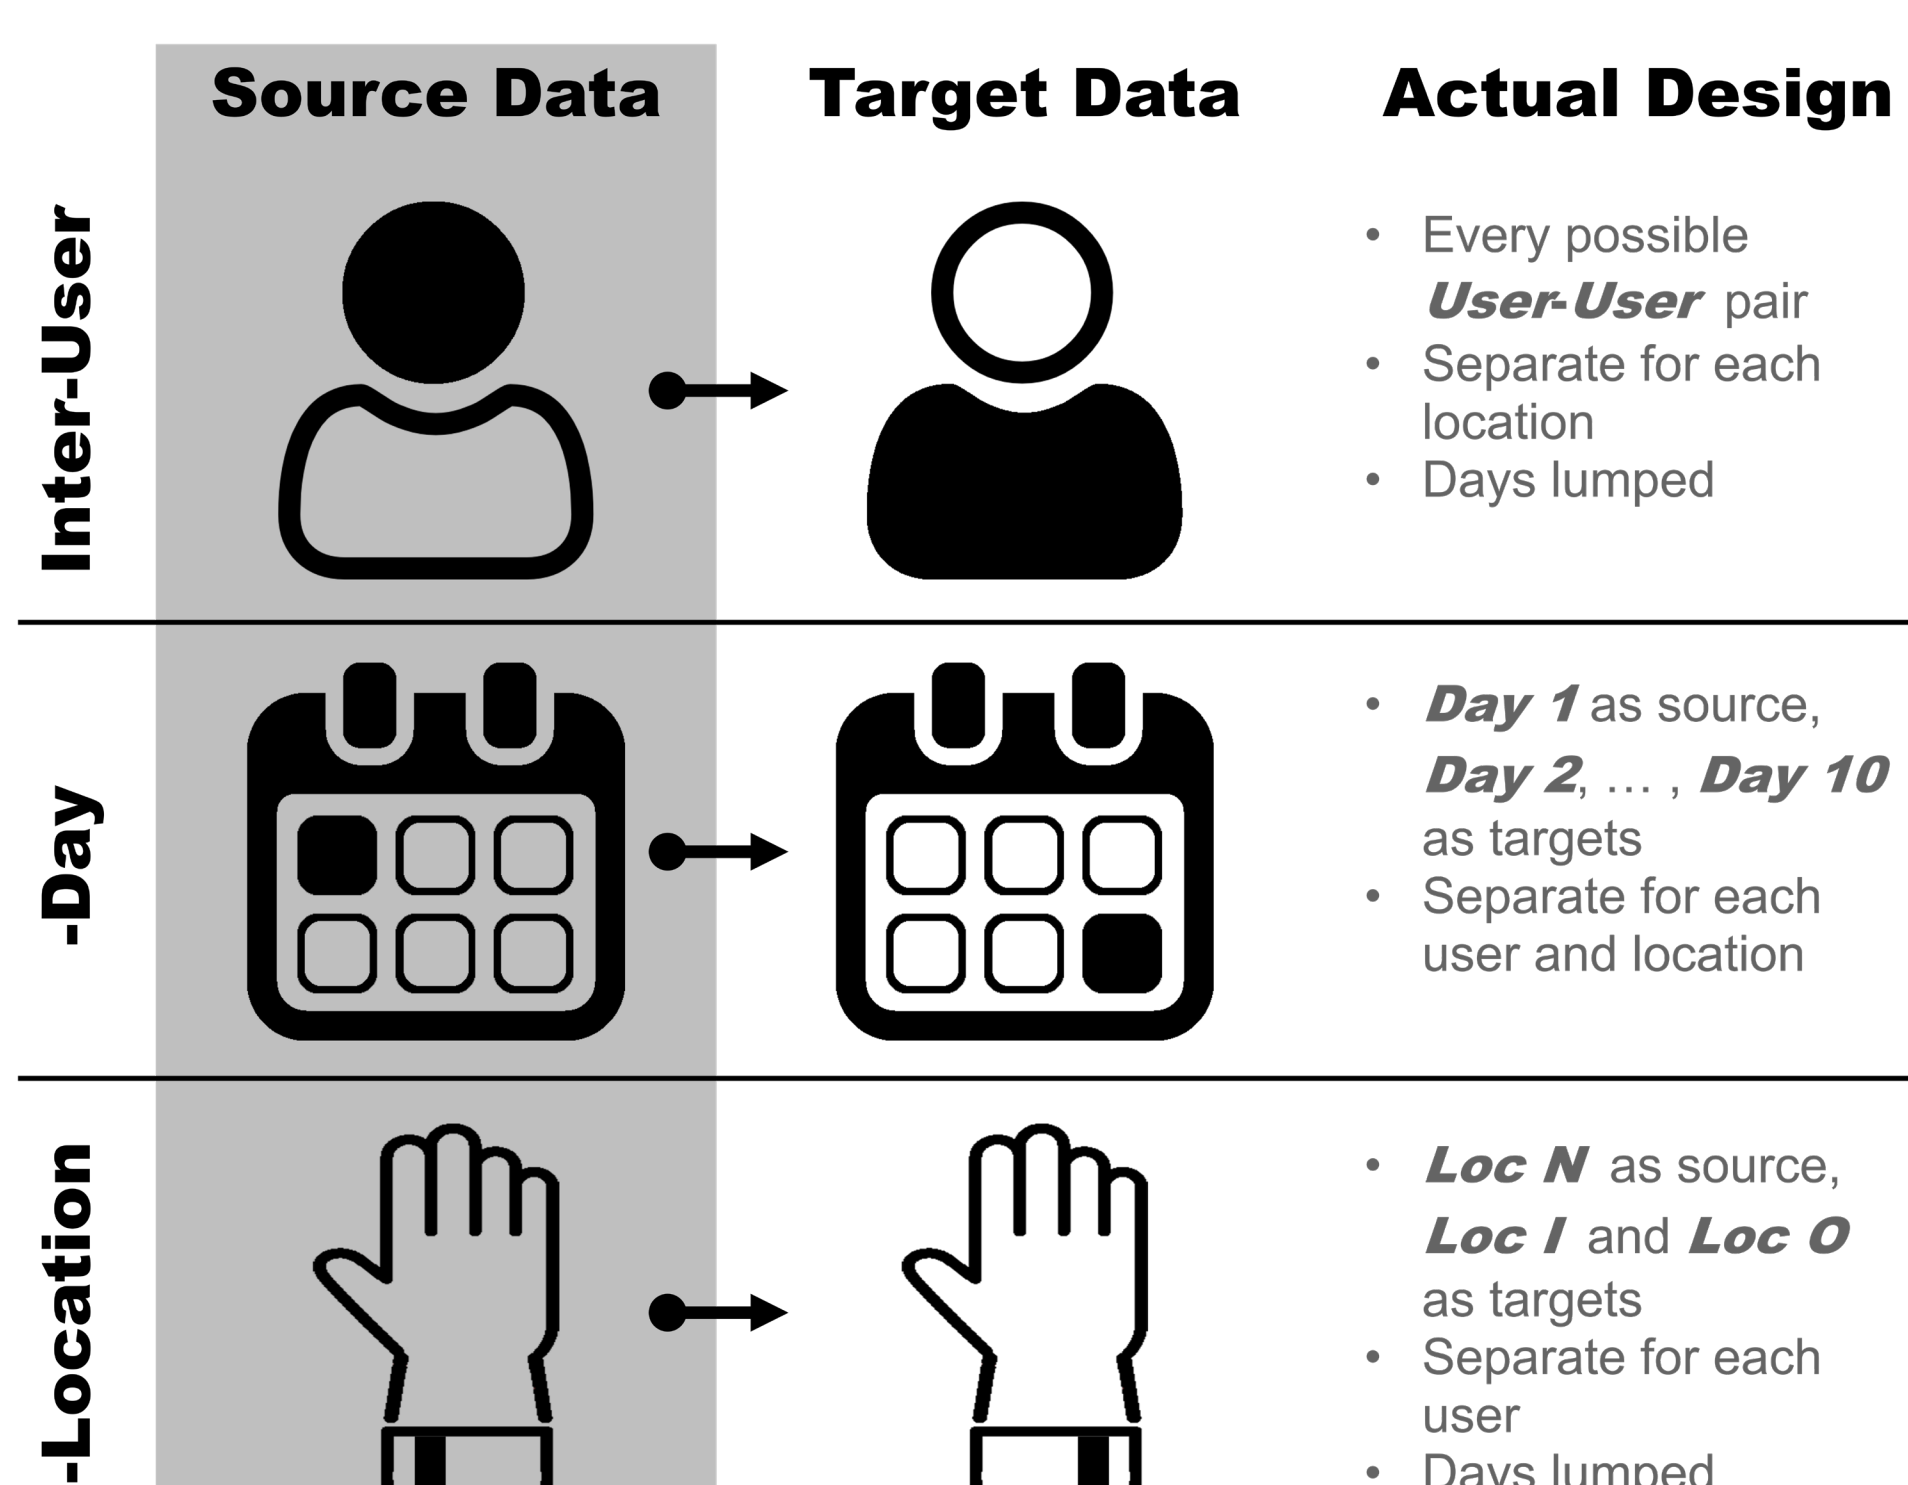 Source Data
Target Data
Actual Design
Inter-User
• Every possible
User-User pair
• Separate for each
location
• Days lumped
-Day
• Day 1 as source,
Day 2, ... , Day 10
as targets
• Separate for each
user and location
-Location
• Loc N as source,
Loc I and Loc O
as targets
• Separate for each
user
• Days lumped